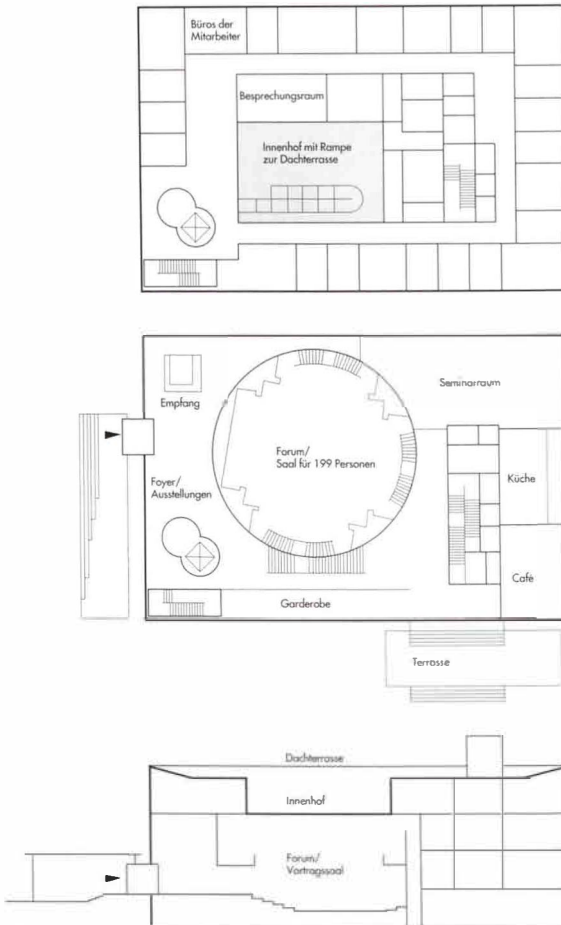 Büros der
Mitarbeiter
Besprechungsraum
Innenhof mit Rampe
zur Dachterrasse
Seminarraum
Empfang
Forum/
Saal für 199 Personen
Foyer/
Ausstellungen
Küche
Café
Garderobe
Terrasse
Dachterrasse
Innenhof
Forum/
Vortragssaal